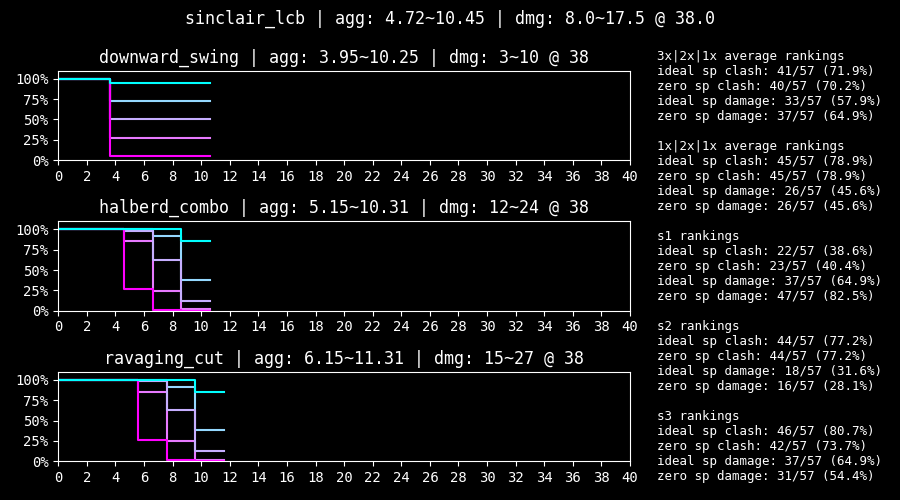 sinclair_lcb | agg: 4.72~10.45 | dmg: 8.0~17.5 @ 38.0
downward_swing | agg: 3.95~10.25 | dmg: 3~10 @ 38
100%
75%
50%
25%
0%
0 2 4 6 8 10 12 14 16 18 20 22 24 26 28 30 32 34 36 38 40
halberd_combo | agg: 5.15~10.31 | dmg: 12~24 @ 38
100%
75%
50%
25%
0%
0 2 4 6 8 10 12 14 16 18 20 22 24 26 28 30 32 34 36 38 40
ravaging_cut | agg: 6.15~11.31 | dmg: 15~27 @ 38
100%
75%
50%
25%
0%
0 2 4 6 8 10 12 14 16 18 20 22 24 26 28 30 32 34 36 38 40
3x|2x|1x average rankings
ideal sp clash: 41/57 (71.9%)
zero sp clash: 40/57 (70.2%)
ideal sp damage: 33/57 (57.9%)
zero sp damage: 37/57 (64.9%)
1x|2x|1x average rankings
ideal sp clash: 45/57 (78.9%)
zero sp clash: 45/57 (78.9%)
ideal sp damage: 26/57 (45.6%)
zero sp damage: 26/57 (45.6%)
s1 rankings
ideal sp clash: 22/57 (38.6%)
zero sp clash: 23/57 (40.4%)
ideal sp damage: 37/57 (64.9%)
zero sp damage: 47/57 (82.5%)
s2 rankings
ideal sp clash: 44/57 (77.2%)
zero sp clash: 44/57 (77.2%)
ideal sp damage: 18/57 (31.6%)
zero sp damage: 16/57 (28.1%)
s3 rankings
ideal sp clash: 46/57 (80.7%)
zero sp clash: 42/57 (73.7%)
ideal sp damage: 37/57 (64.9%)
zero sp damage: 31/57 (54.4%)